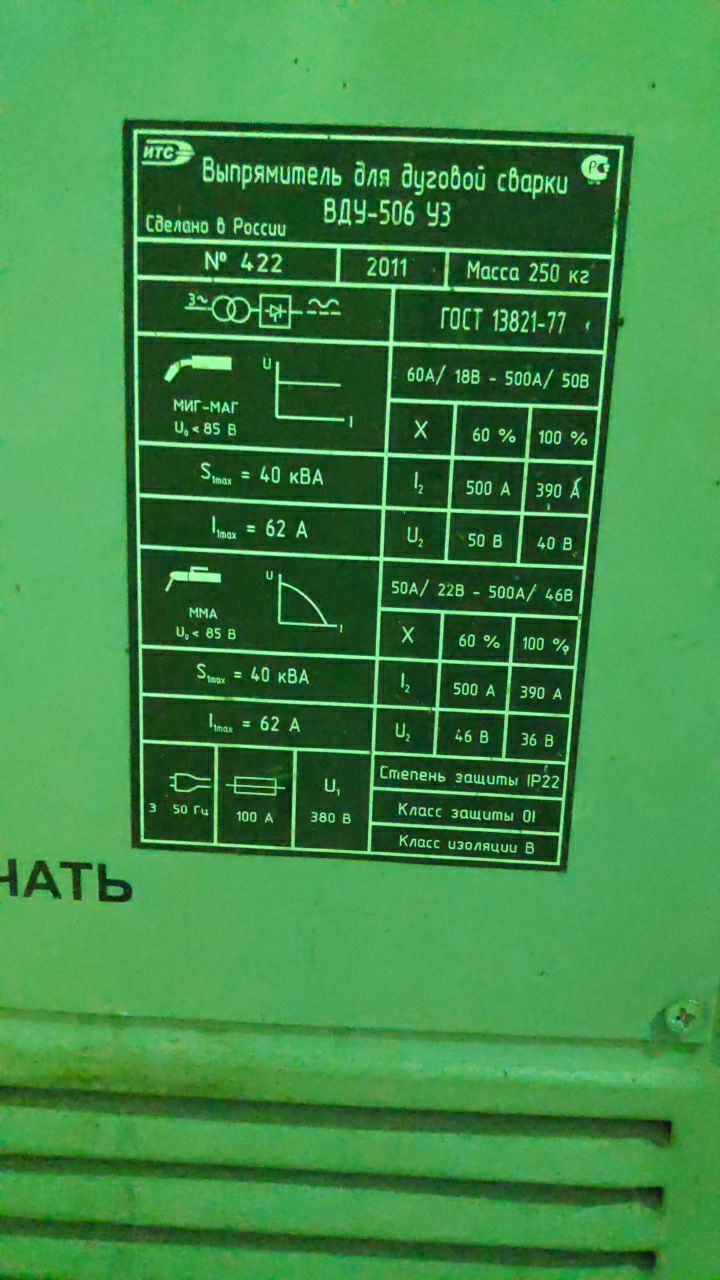 ИТС
Выпрямитель для дуговой сварки
ВДУ-506 У3
Сделано в России
№ 422 2011 Масса 250 кг
3~ ГОСТ 13821-77
U I
МИГ-МАГ
U₀ < 85 В
60А/ 18В - 500А/ 50В
X 60 % 100 %
S1max = 40 кВА
I₂ 500 А 390 А
I1max = 62 А
U₂ 50 В 40 В
U I
ММА
U₀ < 85 В
50А/ 22В - 500А/ 46В
X 60 % 100 %
S1max = 40 кВА
I₂ 500 А 390 А
I1max = 62 А
U₂ 46 В 36 В
3 50 Гц 100 А U₁ 380 В
Степень защиты IP22
Класс защиты 01
Класс изоляции В
ЧАТЬ